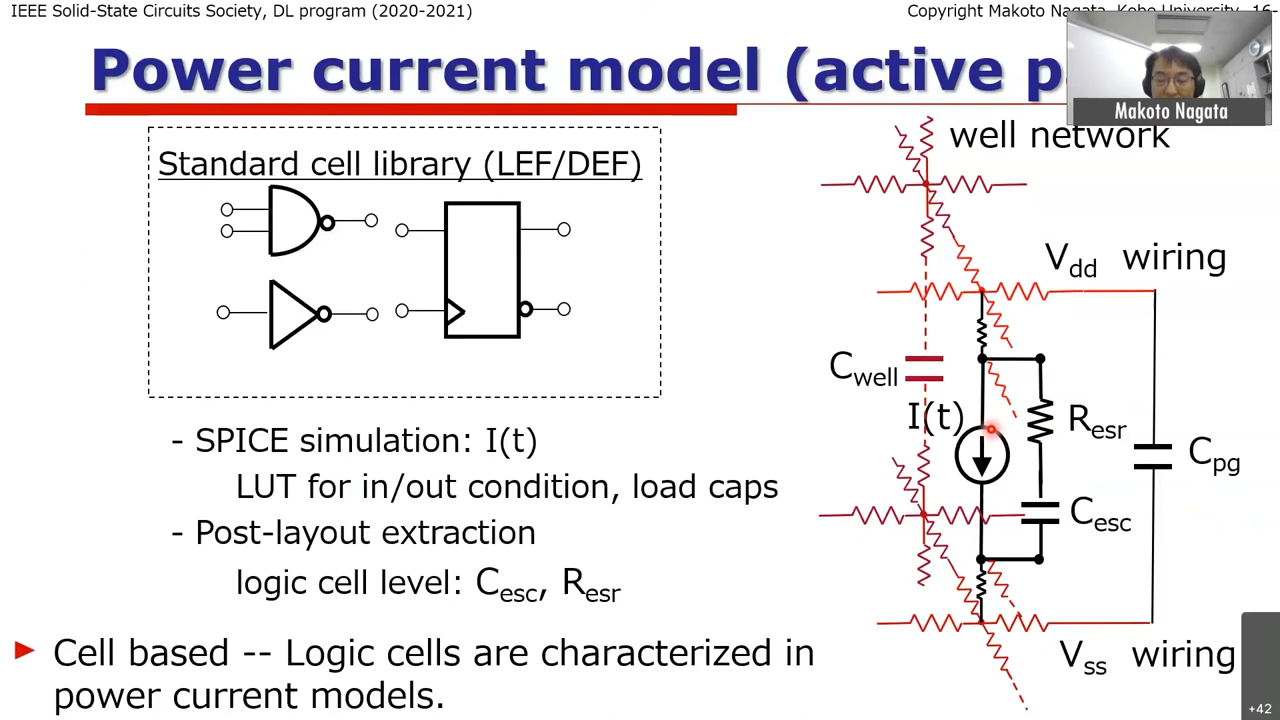 IEEE Solid-State Circuits Society, DL program (2020-2021)
Copyright Makoto Nagata, Kobe University, 16-
Power current model (active p
Makoto Nagata
Standard cell library (LEF/DEF)
well network
Vdd wiring
Cwell
I(t)
Resr
Cpg
Cesc
Vss wiring
- SPICE simulation: I(t)
LUT for in/out condition, load caps
- Post-layout extraction
logic cell level: Cesc, Resr
Cell based -- Logic cells are characterized in
power current models.
+42